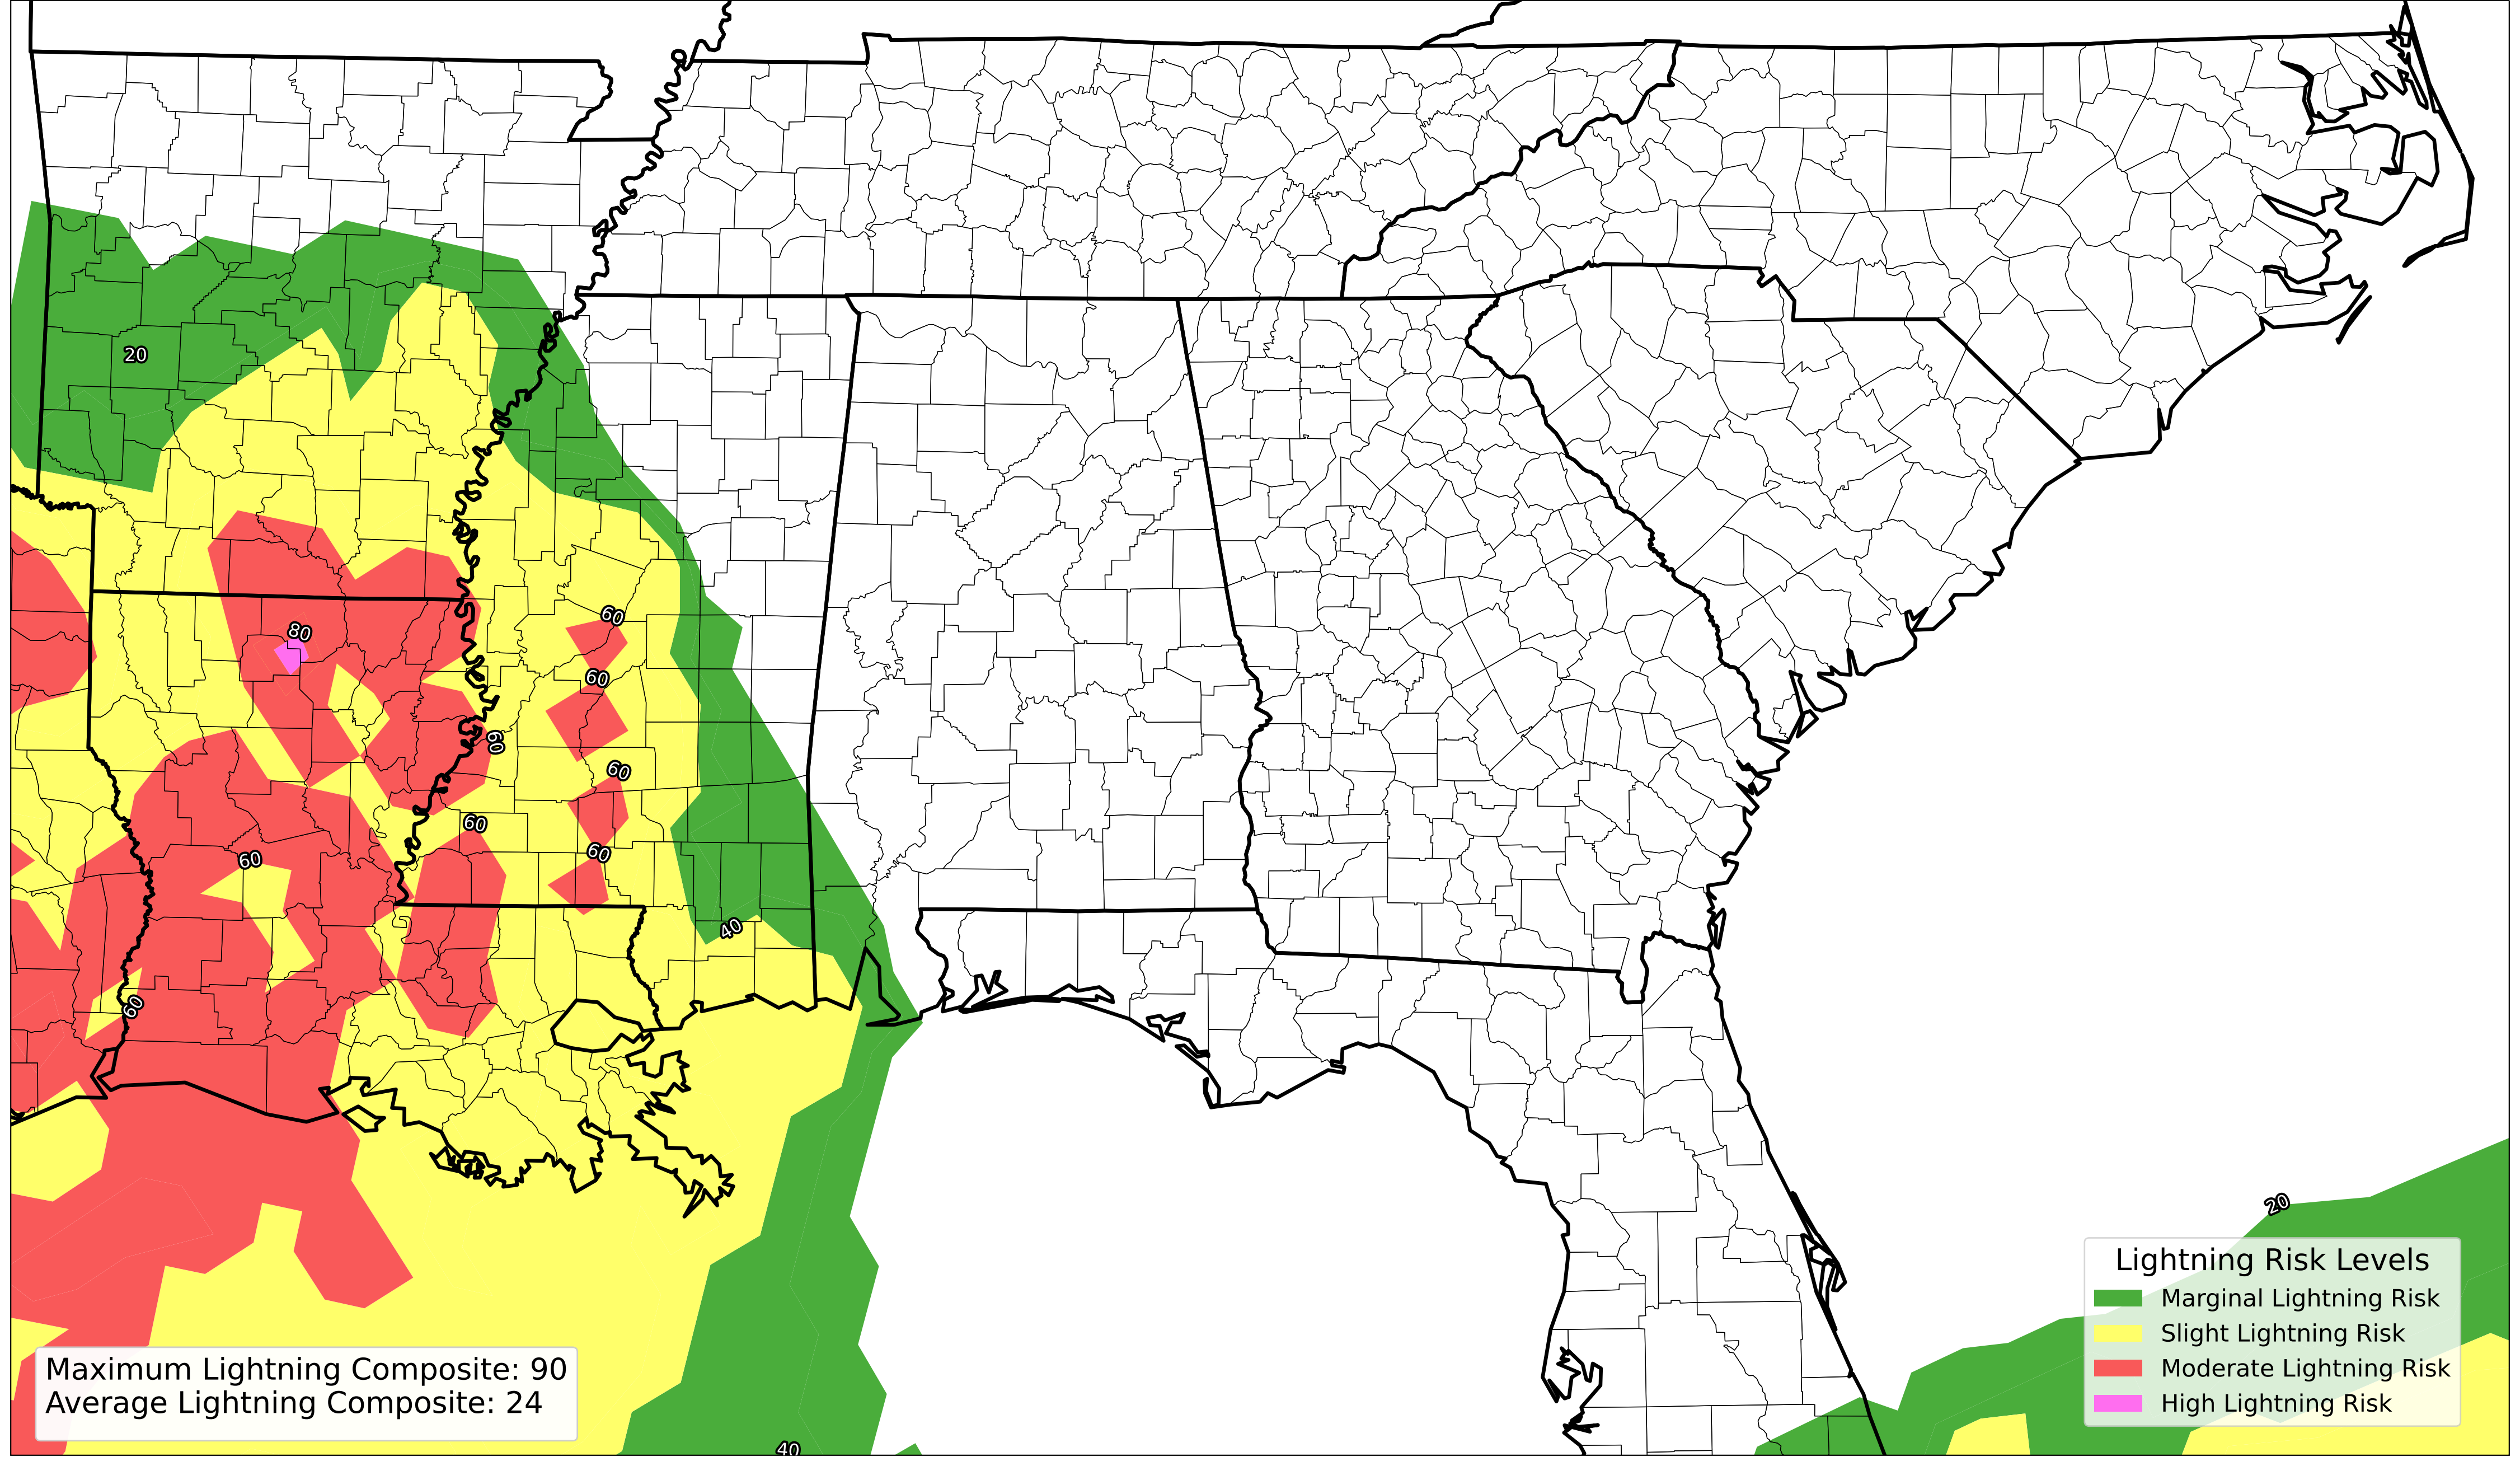 20
60
80
60
60
60
60
60
60
40
60
20
Lightning Risk Levels
Marginal Lightning Risk
Slight Lightning Risk
Moderate Lightning Risk
High Lightning Risk
Maximum Lightning Composite: 90
Average Lightning Composite: 24
40